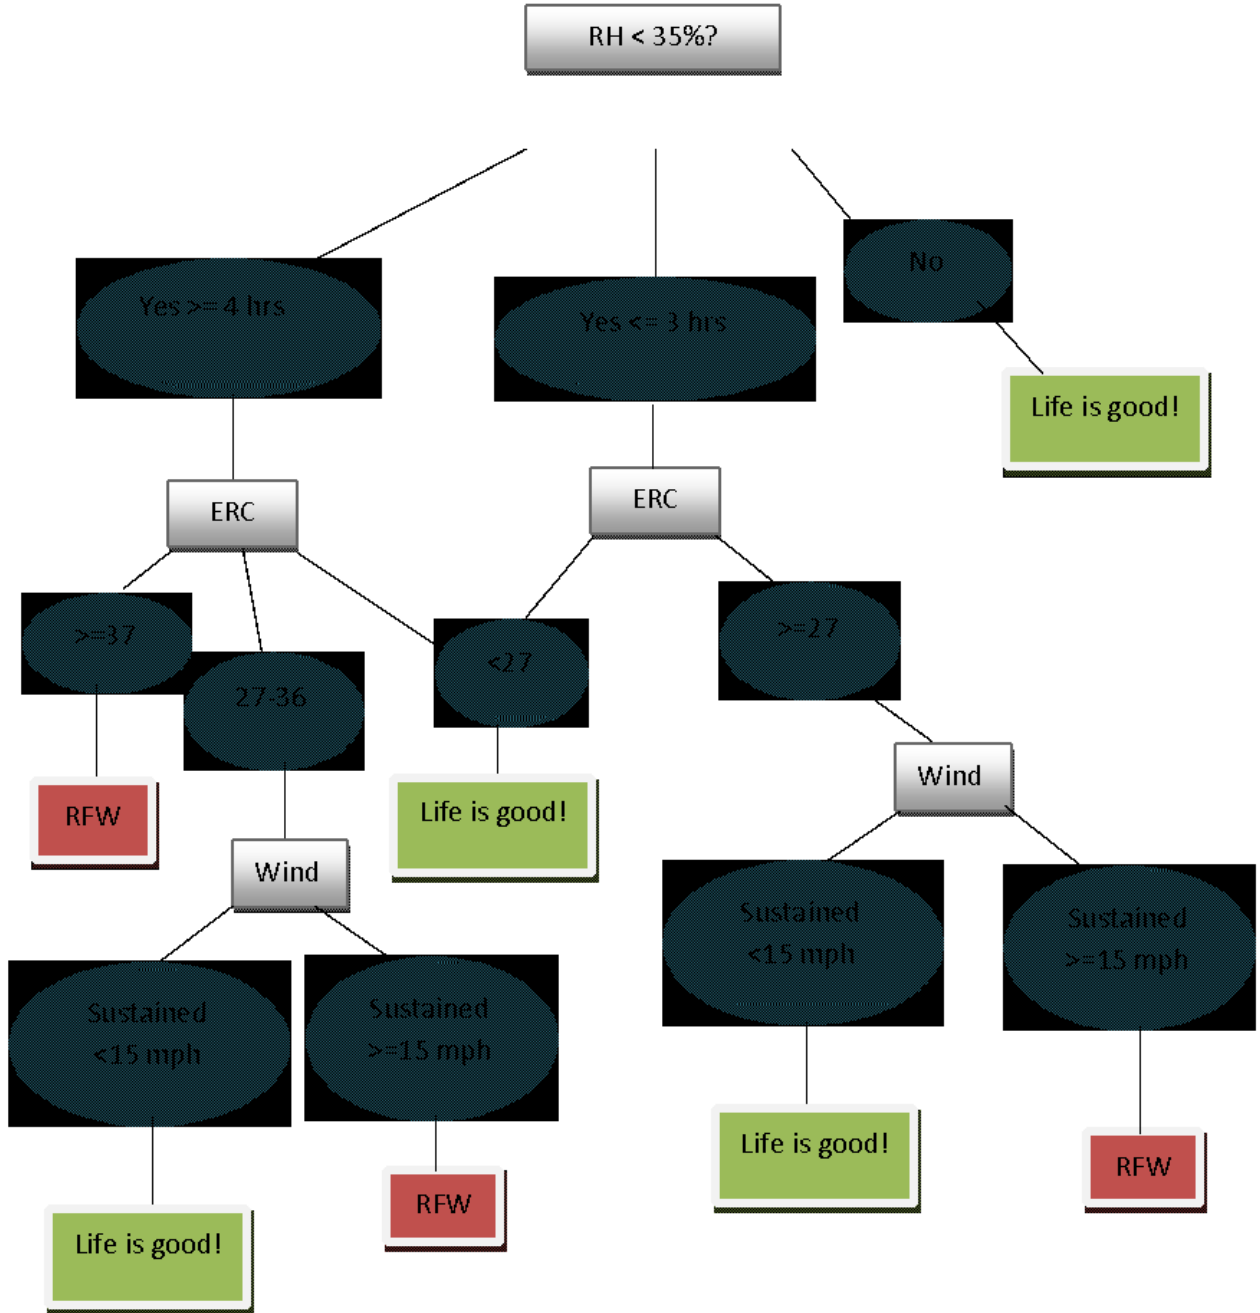 RH < 35%?
No
Yes >= 4 hrs
Yes <= 3 hrs
Life is good!
ERC
ERC
>=37
<27
>=27
27-36
RFW
Life is good!
Wind
Wind
Sustained
<15 mph
Sustained
>=15 mph
Sustained
<15 mph
Sustained
>=15 mph
Life is good!
RFW
RFW
Life is good!